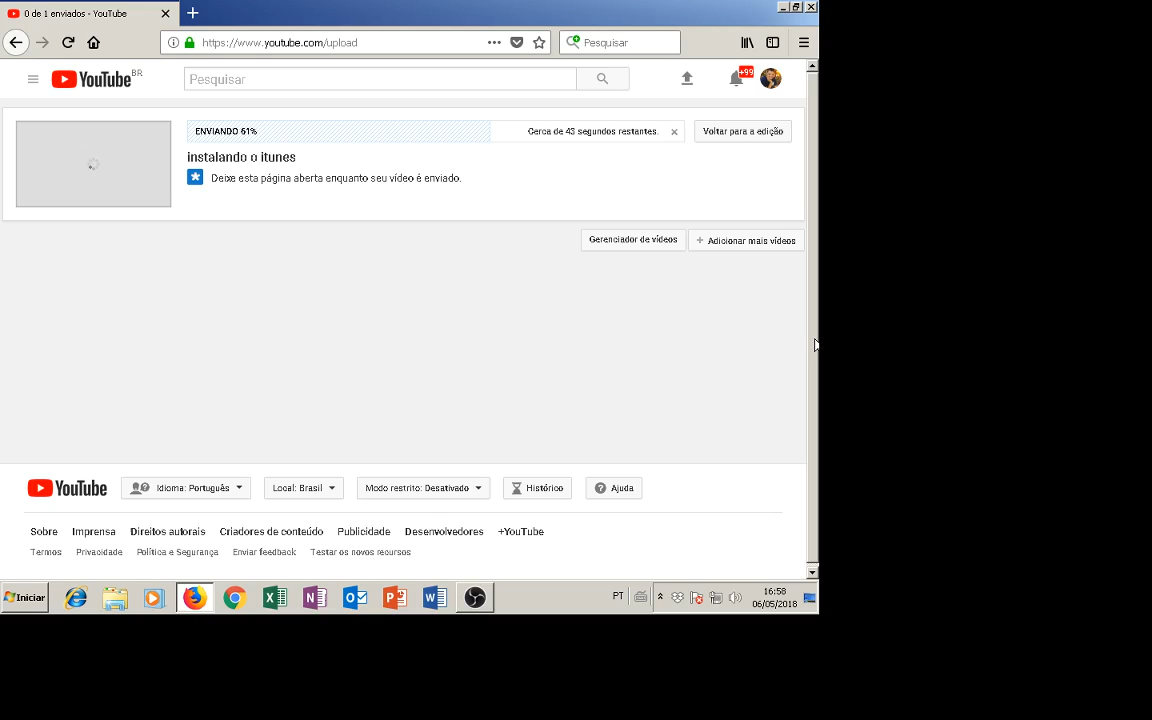 0 de 1 enviados - YouTube
https://www.youtube.com/upload
Pesquisar
YouTube BR
Pesquisar
+99
ENVIANDO 61%
Cerca de 43 segundos restantes.
Voltar para a edição
instalando o itunes
Deixe esta página aberta enquanto seu vídeo é enviado.
Gerenciador de vídeos
+ Adicionar mais vídeos
YouTube
Idioma: Português
Local: Brasil
Modo restrito: Desativado
Histórico
Ajuda
Sobre Imprensa Direitos autorais Criadores de conteúdo Publicidade Desenvolvedores +YouTube
Termos Privacidade Política e Segurança Enviar feedback Testar os novos recursos
Iniciar
PT
16:58
06/05/2018